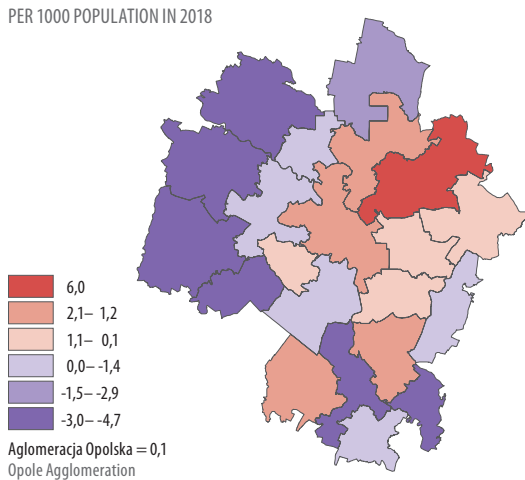 PER 1000 POPULATION IN 2018
6,0
2,1– 1,2
1,1– 0,1
0,0– -1,4
-1,5– -2,9
-3,0– -4,7
Aglomeracja Opolska = 0,1
Opole Agglomeration